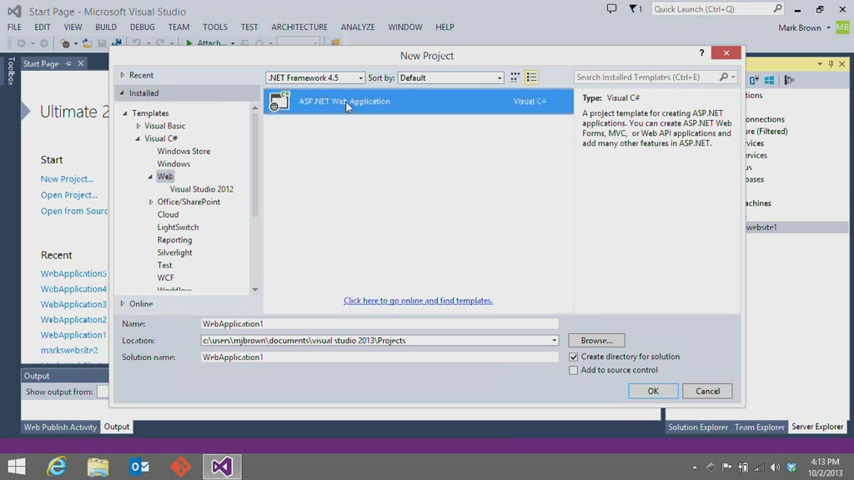 Start Page - Microsoft Visual Studio
1
Quick Launch (Ctrl+Q)
FILE EDIT VIEW BUILD DEBUG TEAM TOOLS TEST ARCHITECTURE ANALYZE WINDOW HELP
Mark Brown
MB
Attach...
Toolbox
Start Page
Ultimate 2
Start
New Project...
Open Project...
Open from Sourc
Recent
WebApplication5
WebApplication4
WebApplication3
WebApplication2
WebApplication1
markswebsite2
New Project
?
Recent
.NET Framework 4.5
Sort by: Default
Search Installed Templates (Ctrl+E)
Installed
Templates
Visual Basic
Visual C#
Windows Store
Windows
Web
Visual Studio 2012
Office/SharePoint
Cloud
LightSwitch
Reporting
Silverlight
Test
WCF
Workflow
Online
ASP.NET Web Application
Visual C#
Click here to go online and find templates.
Type: Visual C#
A project template for creating ASP.NET
applications. You can create ASP.NET Web
Forms, MVC, or Web API applications and
add many other features in ASP.NET.
Name: WebApplication1
Location: c:\users\mjbrown\documents\visual studio 2013\Projects
Browse...
Solution name: WebApplication1
Create directory for solution
Add to source control
OK
Cancel
ure (Filtered)
ervices
ervices
us
bases
achines
swebsite1
Output
Show output from:
Web Publish Activity
Output
Solution Explorer
Team Explorer
Server Explorer
4:13 PM
10/2/2013